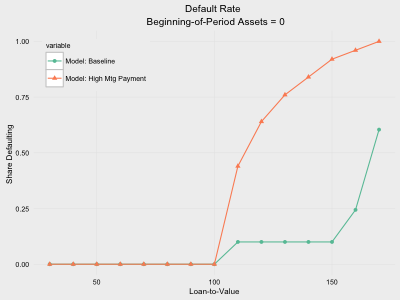 Default Rate
Beginning-of-Period Assets = 0
variable
Model: Baseline
Model: High Mtg Payment
1.00
0.75
0.50
0.25
0.00
Share Defaulting
50
100
150
Loan-to-Value